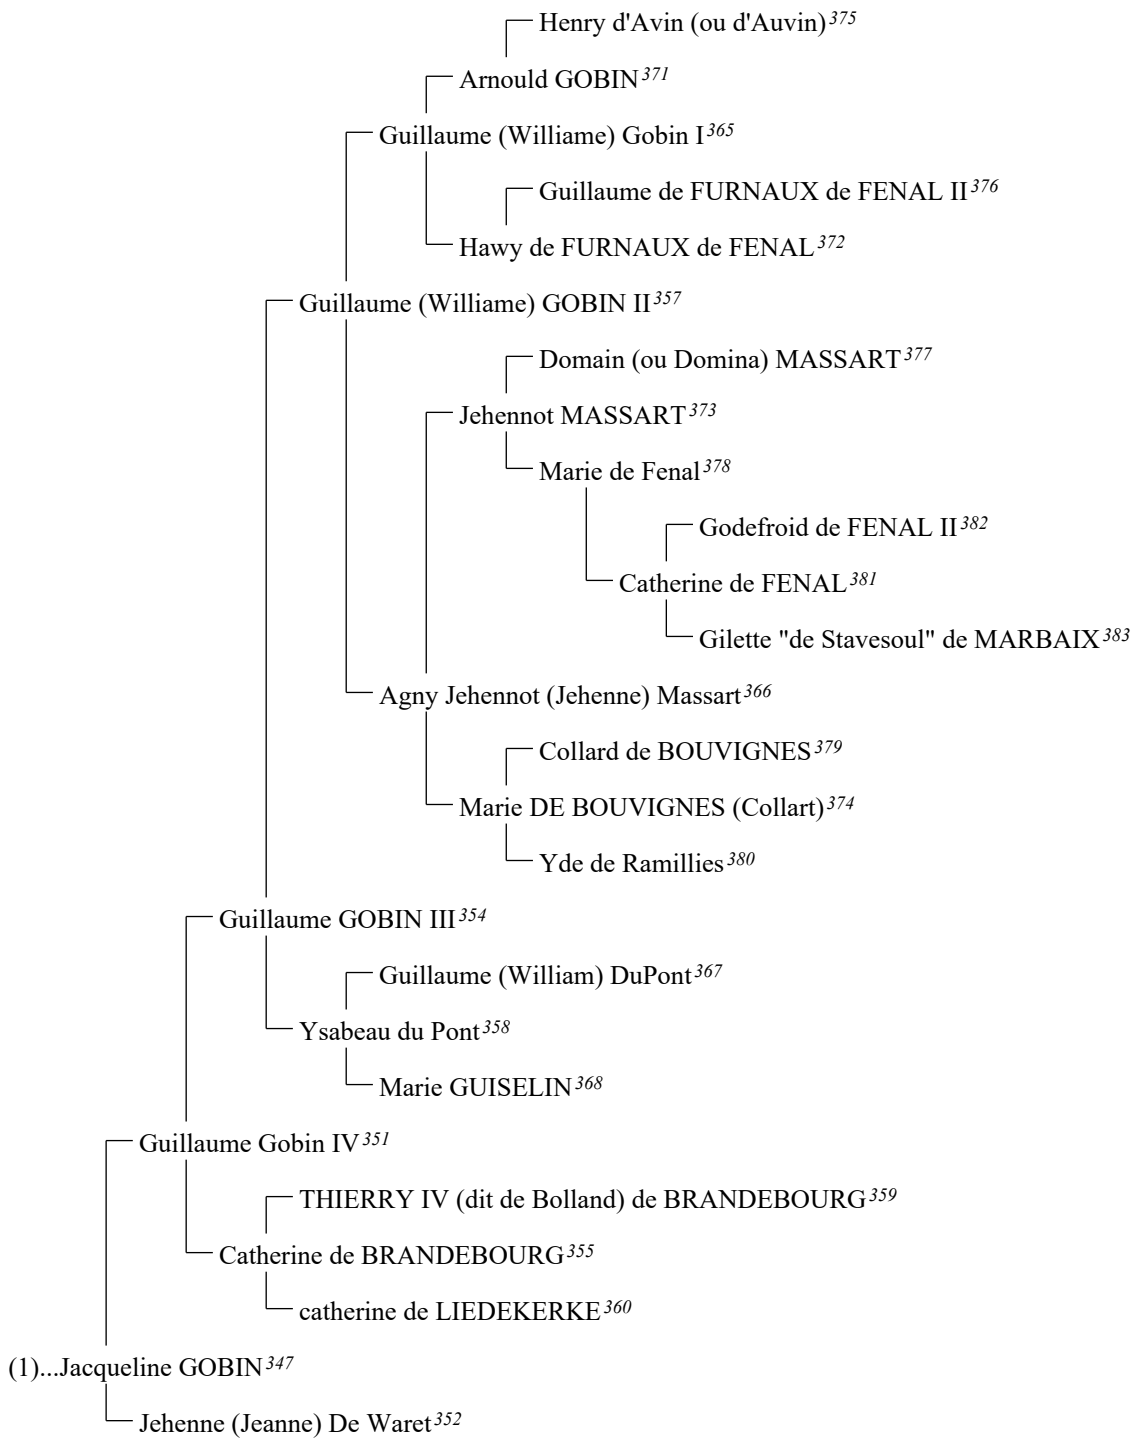 Henry d'Avin (ou d'Auvin)375
Arnould GOBIN371
Guillaume (Williame) Gobin I365
Guillaume de FURNAUX de FENAL II376
Hawy de FURNAUX de FENAL372
Guillaume (Williame) GOBIN II357
Domain (ou Domina) MASSART377
Jehennot MASSART373
Marie de Fenal378
Godefroid de FENAL II382
Catherine de FENAL381
Gilette "de Stavesoul" de MARBAIX383
Agny Jehennot (Jehenne) Massart366
Collard de BOUVIGNES379
Marie DE BOUVIGNES (Collart)374
Yde de Ramillies380
Guillaume GOBIN III354
Guillaume (William) DuPont367
Ysabeau du Pont358
Marie GUISELIN368
Guillaume Gobin IV351
THIERRY IV (dit de Bolland) de BRANDEBOURG359
Catherine de BRANDEBOURG355
catherine de LIEDEKERKE360
(1)...Jacqueline GOBIN347
Jehenne (Jeanne) De Waret352